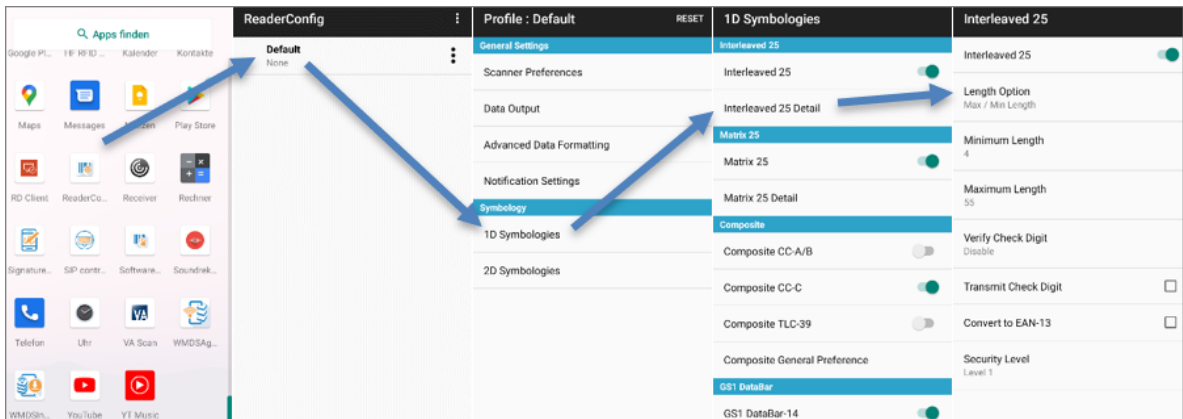 Apps finden
Google Pl...
HF RFID ...
Kalender
Kontakte
Maps
Messages
Play Store
RD Client
ReaderCo...
Receiver
Rechner
Signature...
SIP contr...
Software...
Soundrek...
Telefon
Uhr
VA
VA Scan
WMDSAg...
WMDSIn...
YouTube
YT Music
ReaderConfig
Default
None
Profile : Default
RESET
General Settings
Scanner Preferences
Data Output
Advanced Data Formatting
Notification Settings
Symbology
1D Symbologies
2D Symbologies
1D Symbologies
Interleaved 25
Interleaved 25
Interleaved 25 Detail
Matrix 25
Matrix 25
Matrix 25 Detail
Composite
Composite CC-A/B
Composite CC-C
Composite TLC-39
Composite General Preference
GS1 DataBar
GS1 DataBar-14
Interleaved 25
Interleaved 25
Length Option
Max / Min Length
Minimum Length
4
Maximum Length
55
Verify Check Digit
Disable
Transmit Check Digit
Convert to EAN-13
Security Level
Level 1